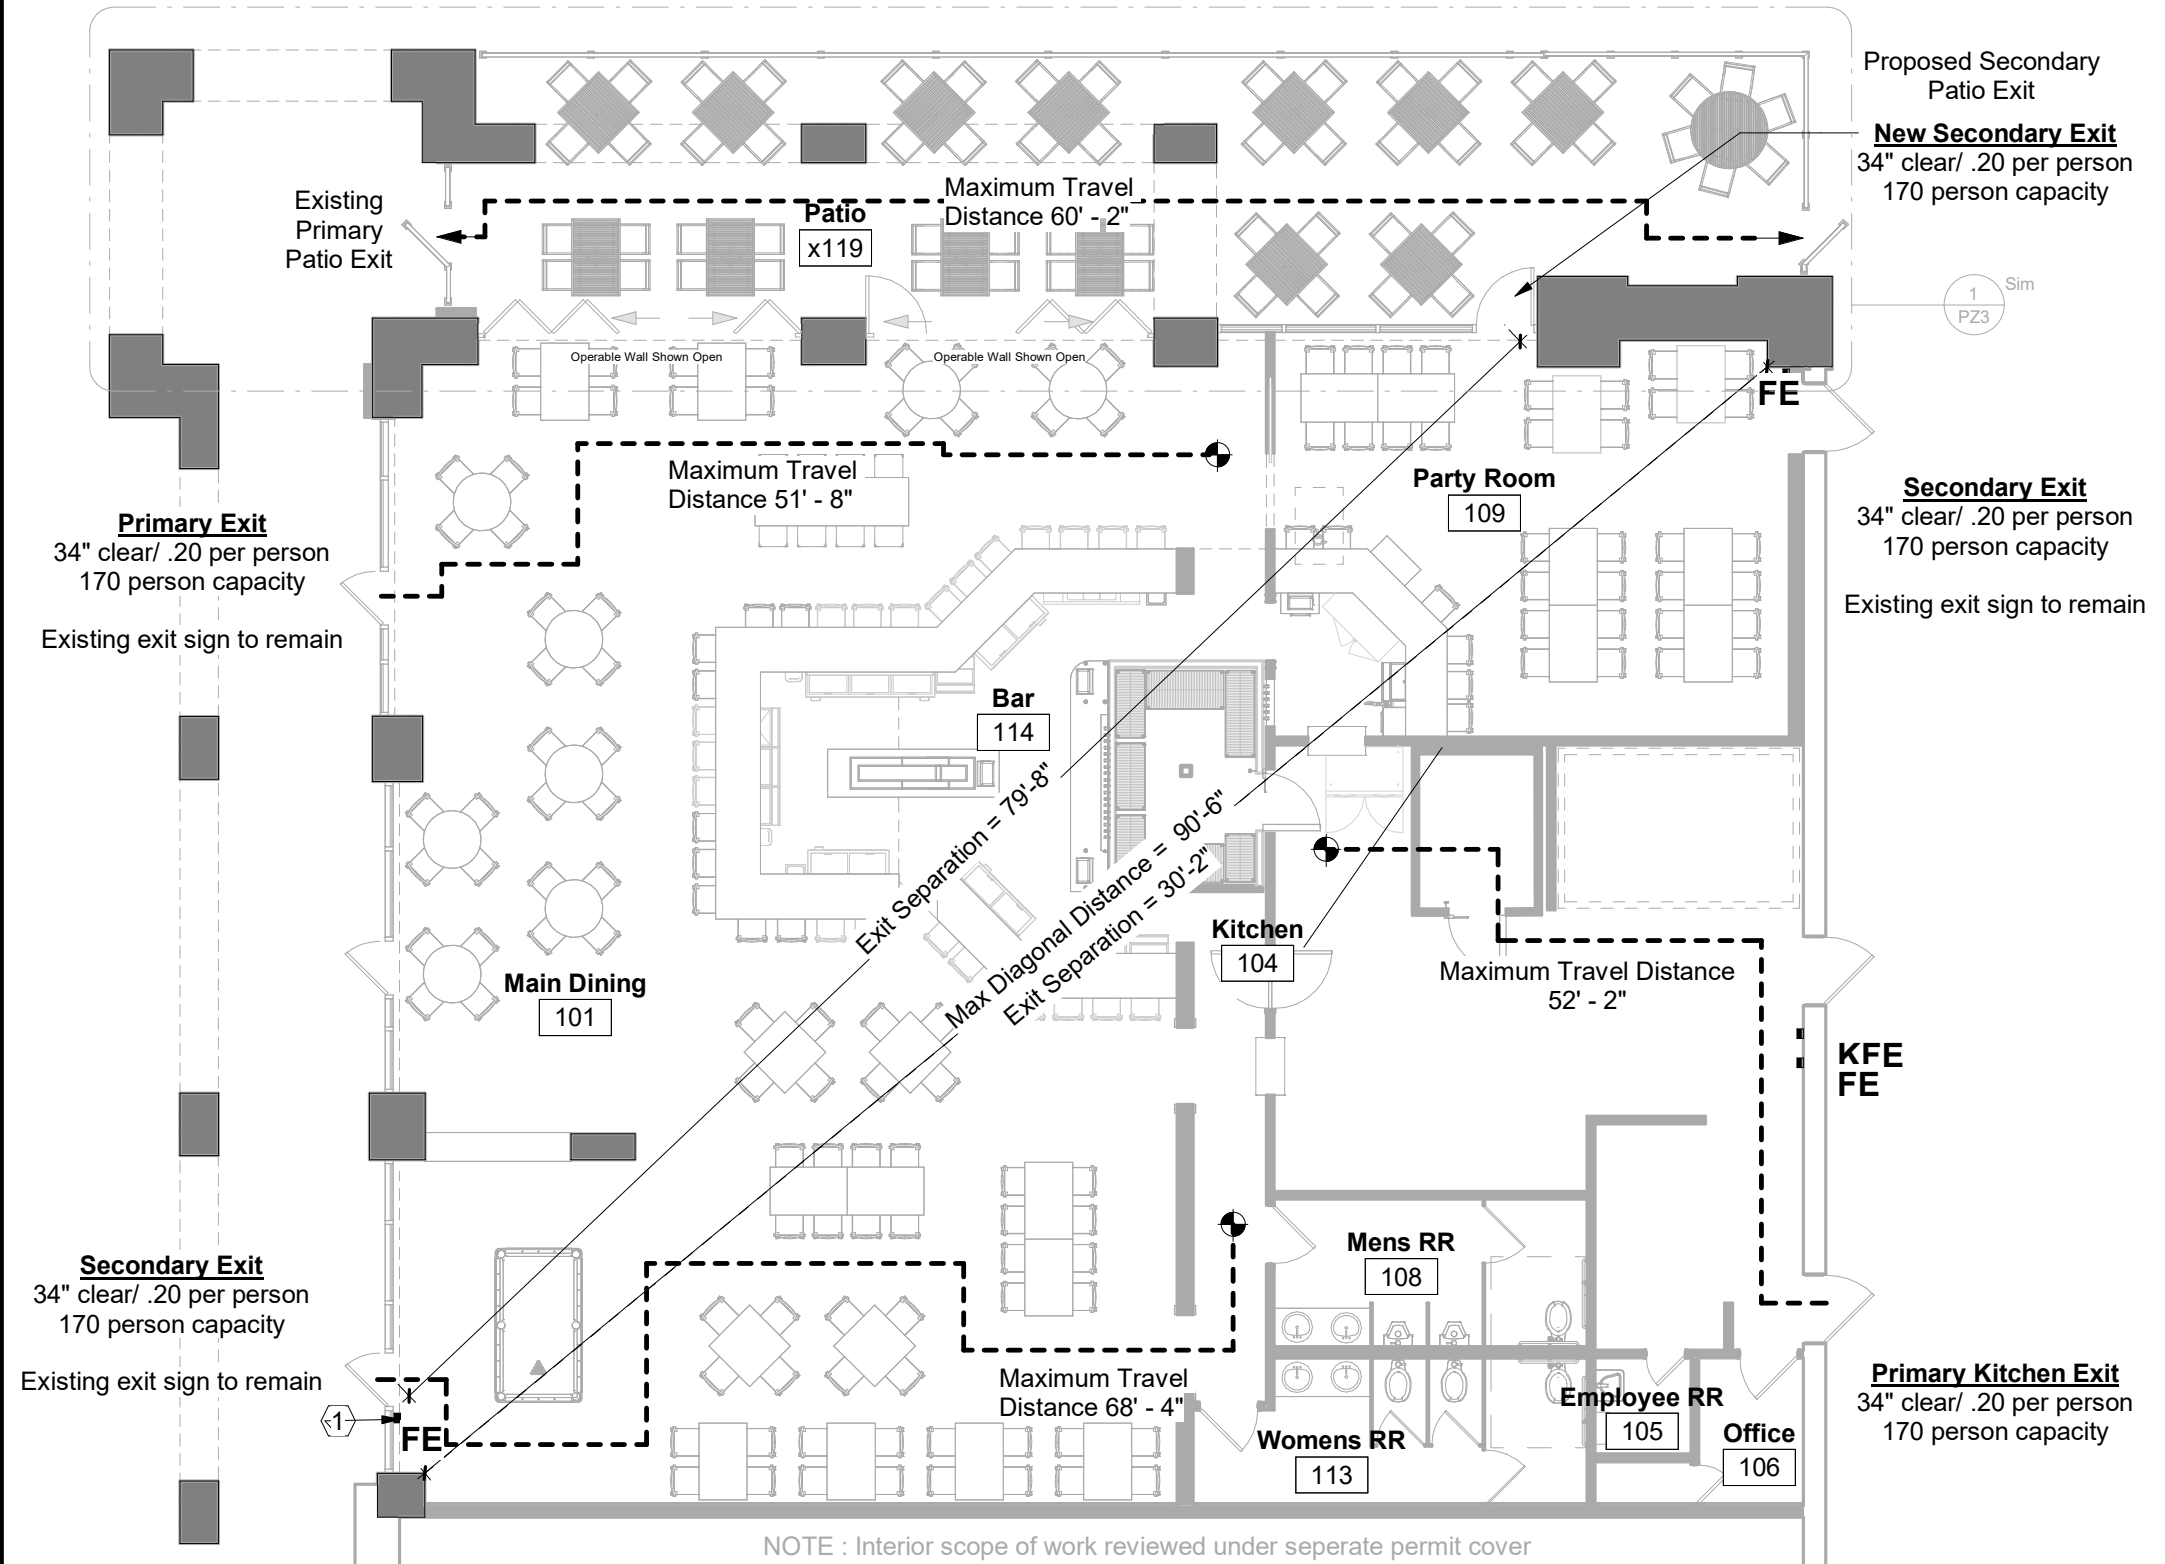 Proposed Secondary
Patio Exit
New Secondary Exit
34" clear/ .20 per person
170 person capacity
Existing
Primary
Patio Exit
Maximum Travel
Distance 60' - 2"
Patio
x119
1
PZ3
Sim
Operable Wall Shown Open
Operable Wall Shown Open
FE
Maximum Travel
Distance 51' - 8"
Party Room
109
Primary Exit
34" clear/ .20 per person
170 person capacity
Existing exit sign to remain
Secondary Exit
34" clear/ .20 per person
170 person capacity
Existing exit sign to remain
Bar
114
Exit Separation = 79'-8"
Max Diagonal Distance = 90'-6"
Exit Separation = 30'-2"
Kitchen
104
Main Dining
101
Maximum Travel Distance
52' - 2"
KFE
FE
Secondary Exit
34" clear/ .20 per person
170 person capacity
Existing exit sign to remain
1
FE
Mens RR
108
Maximum Travel
Distance 68' - 4"
Womens RR
113
Employee RR
105
Office
106
Primary Kitchen Exit
34" clear/ .20 per person
170 person capacity
NOTE : Interior scope of work reviewed under seperate permit cover